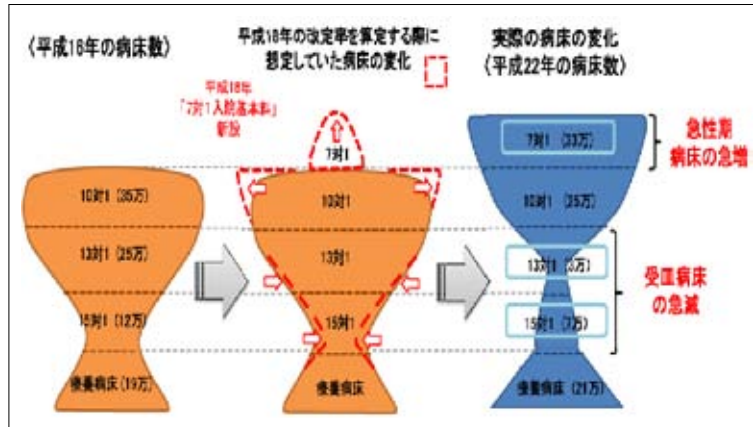 〈平成18年の病床数〉
平成18年の改定率を算定する際に
想定していた病床の変化
実際の病床の変化
〈平成22年の病床数〉
平成18年
「7対1入院基本料」
新設
7対1
7対1 (33万)
急性期
病床の急増
10対1 (35万)
10対1
10対1 (25万)
13対1 (25万)
13対1
13対1 (3万)
受皿病床
の急減
15対1 (12万)
15対1
15対1 (7万)
療養病床 (19万)
療養病床
療養病床 (21万)